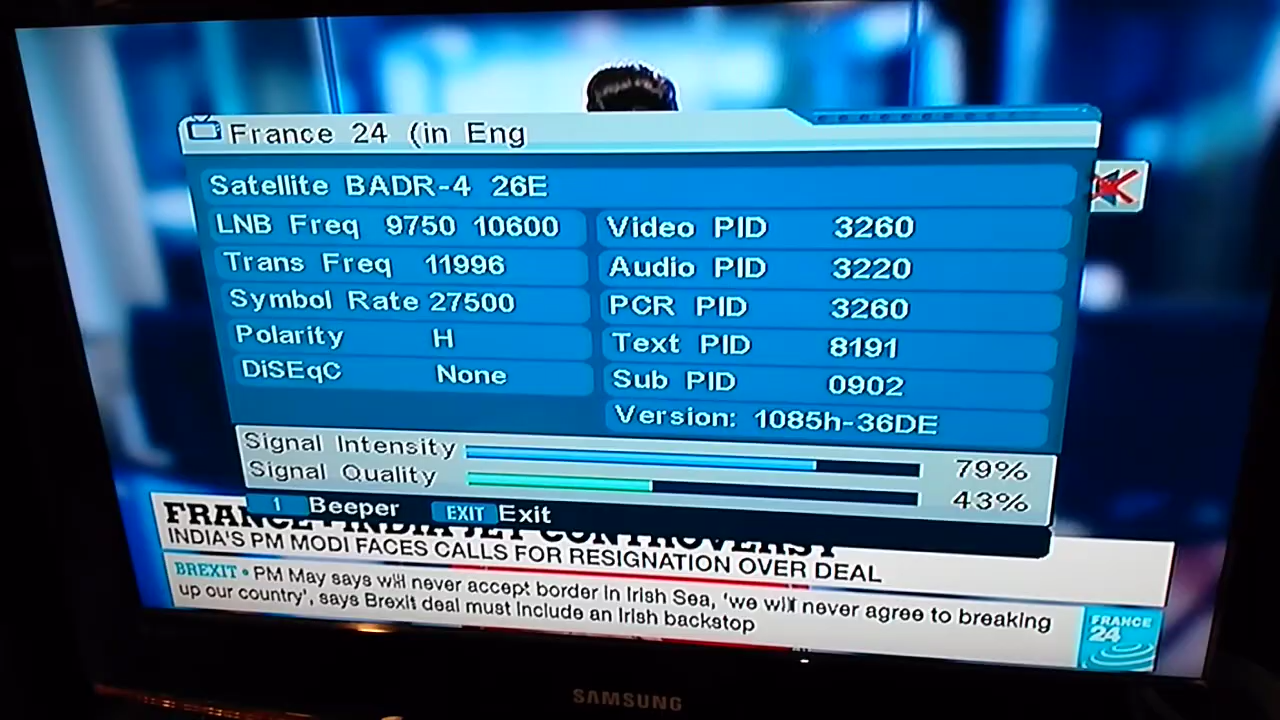 France 24 (in Eng
Satellite BADR-4 26E
LNB Freq 9750 10600
Trans Freq 11996
Symbol Rate 27500
Polarity H
DiSEqC None
Video PID 3260
Audio PID 3220
PCR PID 3260
Text PID 8191
Sub PID 0902
Version: 1085h-36DE
Signal Intensity 79%
Signal Quality 43%
1 Beeper EXIT Exit
FRANCE-INDIA JET CONTROVERSY
INDIA'S PM MODI FACES CALLS FOR RESIGNATION OVER DEAL
BREXIT • PM May says will never accept border in Irish Sea, 'we will never agree to breaking
up our country', says Brexit deal must include an Irish backstop
FRANCE
24
SAMSUNG